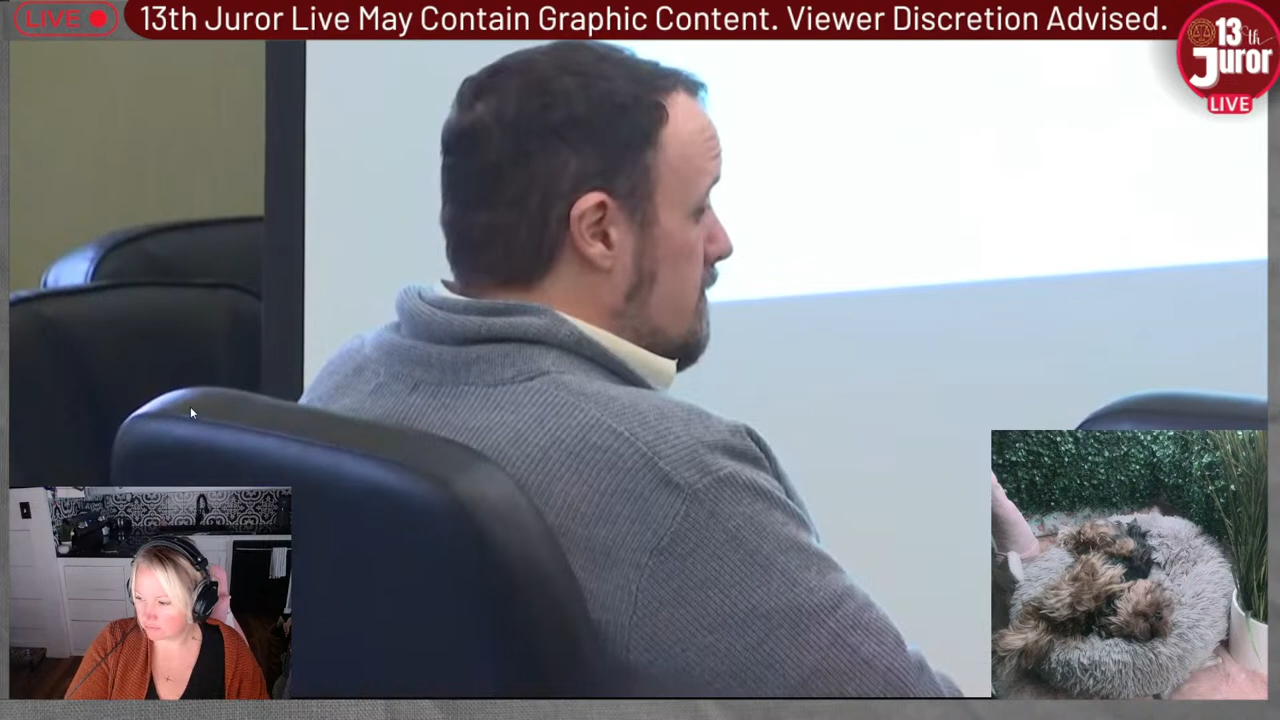 LIVE
13th Juror Live May Contain Graphic Content. Viewer Discretion Advised.
13th
Juror
LIVE